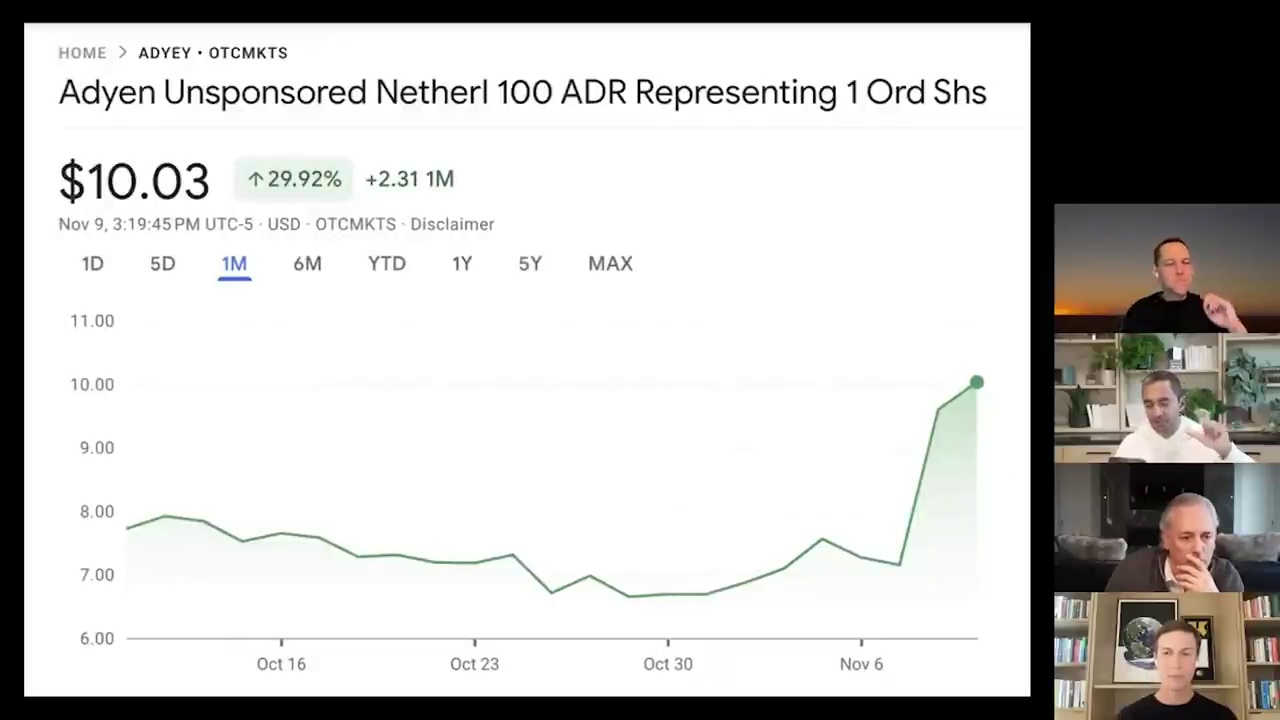 HOME > ADYEY • OTCMKTS
Adyen Unsponsored Netherl 100 ADR Representing 1 Ord Shs
$10.03 ↑29.92% +2.31 1M
Nov 9, 3:19:45 PM UTC-5 · USD · OTCMKTS · Disclaimer
1D 5D 1M 6M YTD 1Y 5Y MAX
11.00
10.00
9.00
8.00
7.00
6.00
Oct 16 Oct 23 Oct 30 Nov 6